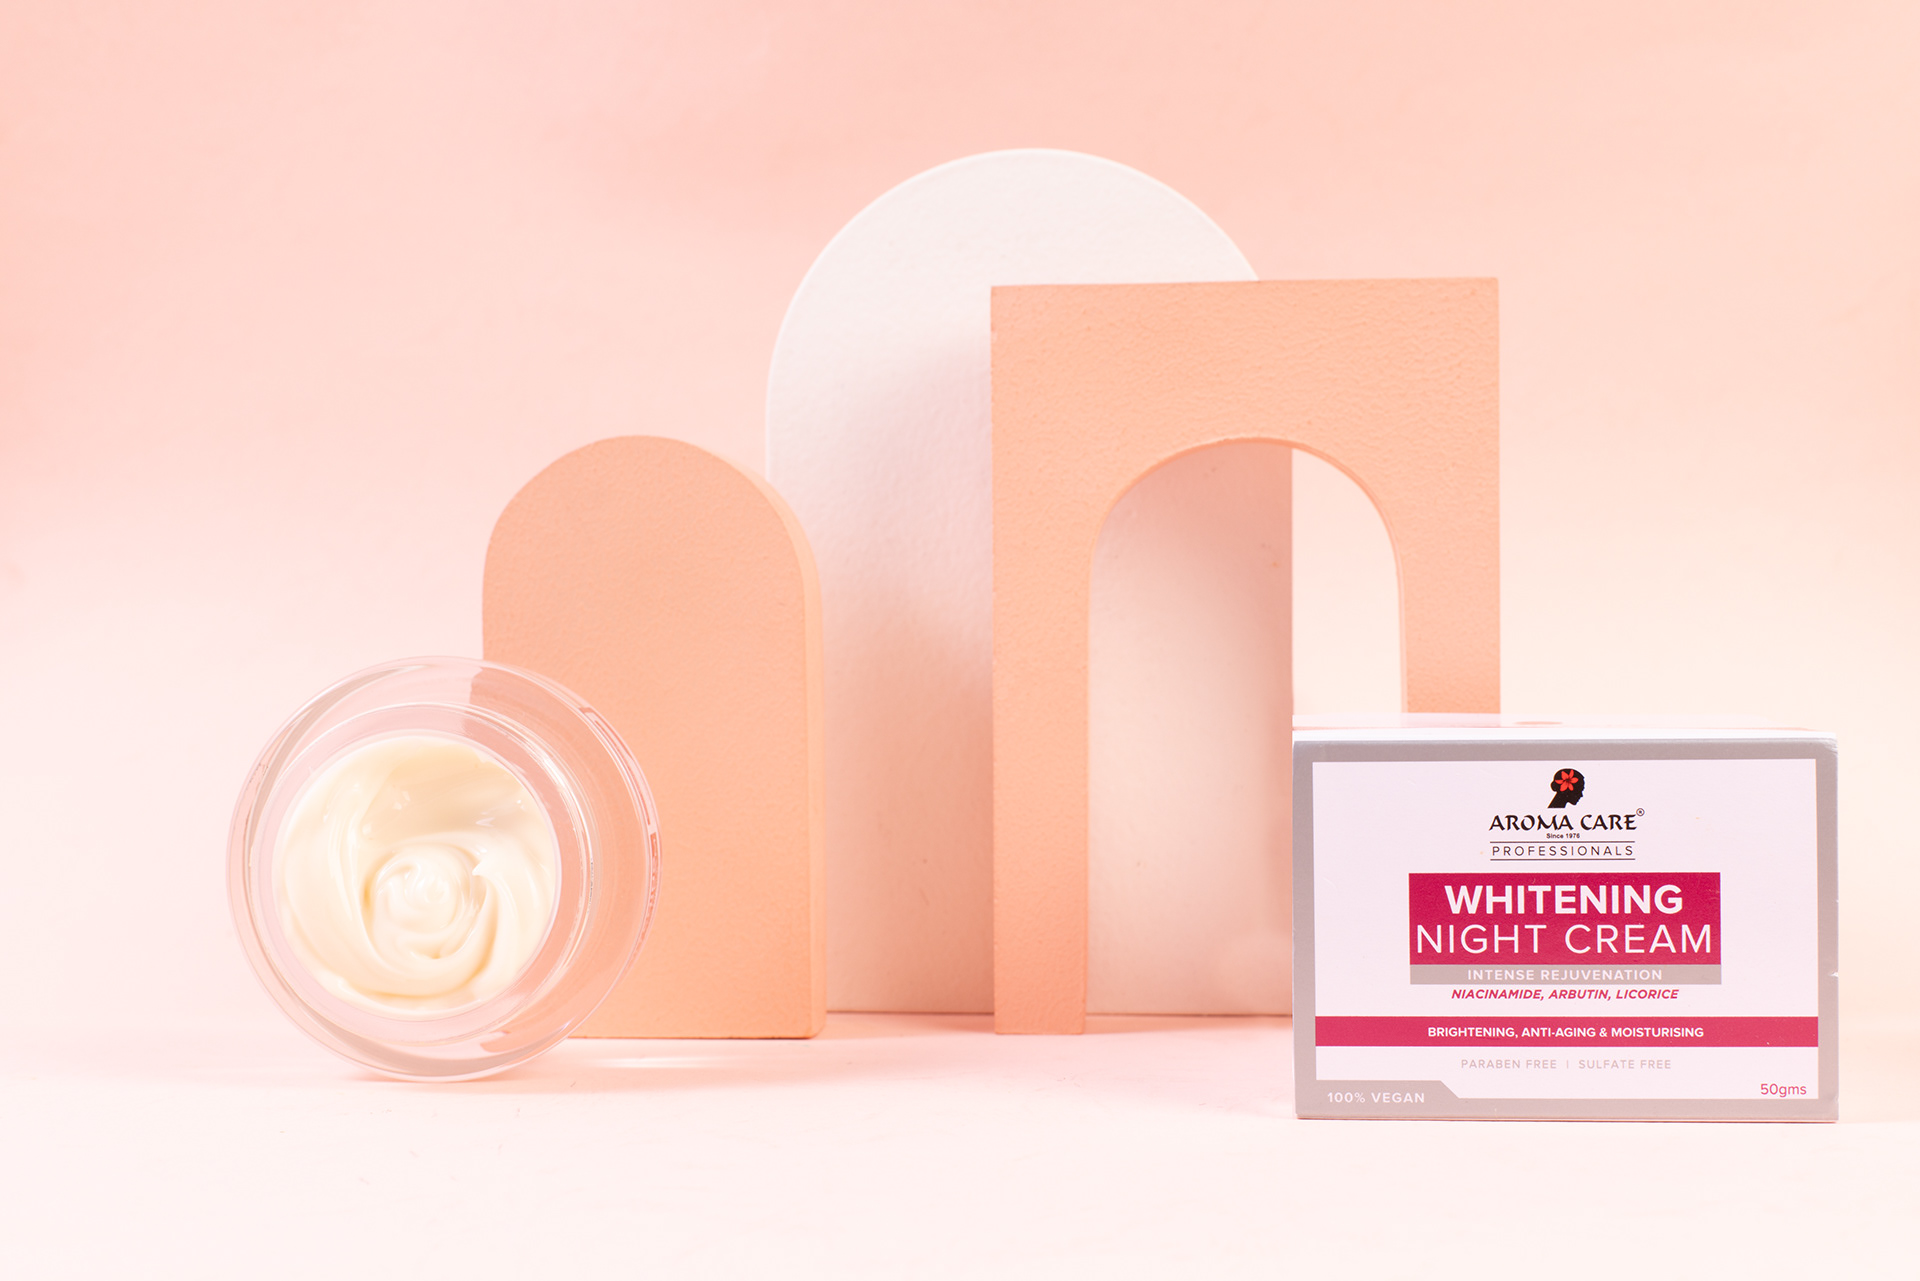 AROMA CARE®
Since 1976
PROFESSIONALS
WHITENING
NIGHT CREAM
INTENSE REJUVENATION
NIACINAMIDE, ARBUTIN, LICORICE
BRIGHTENING, ANTI-AGING & MOISTURISING
PARABEN FREE | SULFATE FREE
100% VEGAN
50gms